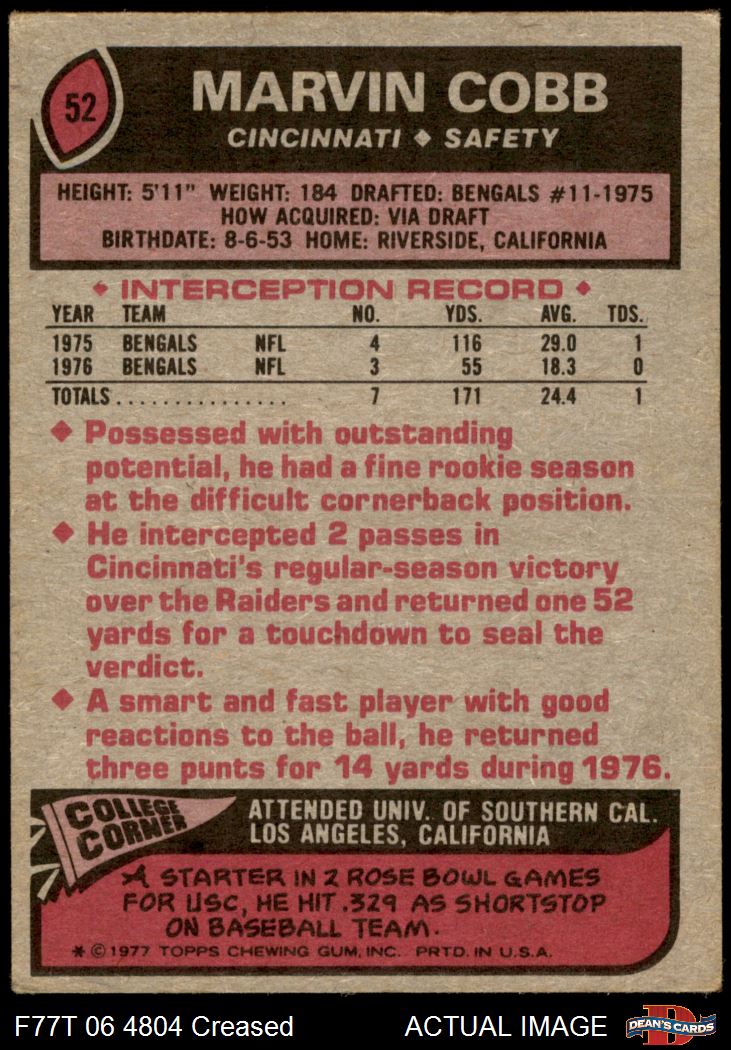 52
MARVIN COBB
CINCINNATI ◆ SAFETY
HEIGHT: 5'11" WEIGHT: 184 DRAFTED: BENGALS #11-1975
HOW ACQUIRED: VIA DRAFT
BIRTHDATE: 8-6-53 HOME: RIVERSIDE, CALIFORNIA
◆ INTERCEPTION RECORD ◆
YEAR TEAM NO. YDS. AVG. TDS.
1975 BENGALS NFL 4 116 29.0 1
1976 BENGALS NFL 3 55 18.3 0
TOTALS............... 7 171 24.4 1
◆ Possessed with outstanding
potential, he had a fine rookie season
at the difficult cornerback position.
◆ He intercepted 2 passes in
Cincinnati's regular-season victory
over the Raiders and returned one 52
yards for a touchdown to seal the
verdict.
◆ A smart and fast player with good
reactions to the ball, he returned
three punts for 14 yards during 1976.
COLLEGE
CORNER
ATTENDED UNIV. OF SOUTHERN CAL.
LOS ANGELES, CALIFORNIA
A STARTER IN 2 ROSE BOWL GAMES
FOR USC, HE HIT .329 AS SHORTSTOP
ON BASEBALL TEAM.
* © 1977 TOPPS CHEWING GUM, INC. PRTD. IN U.S.A.
F77T 06 4804 Creased ACTUAL IMAGE
D
DEAN'S CARDS